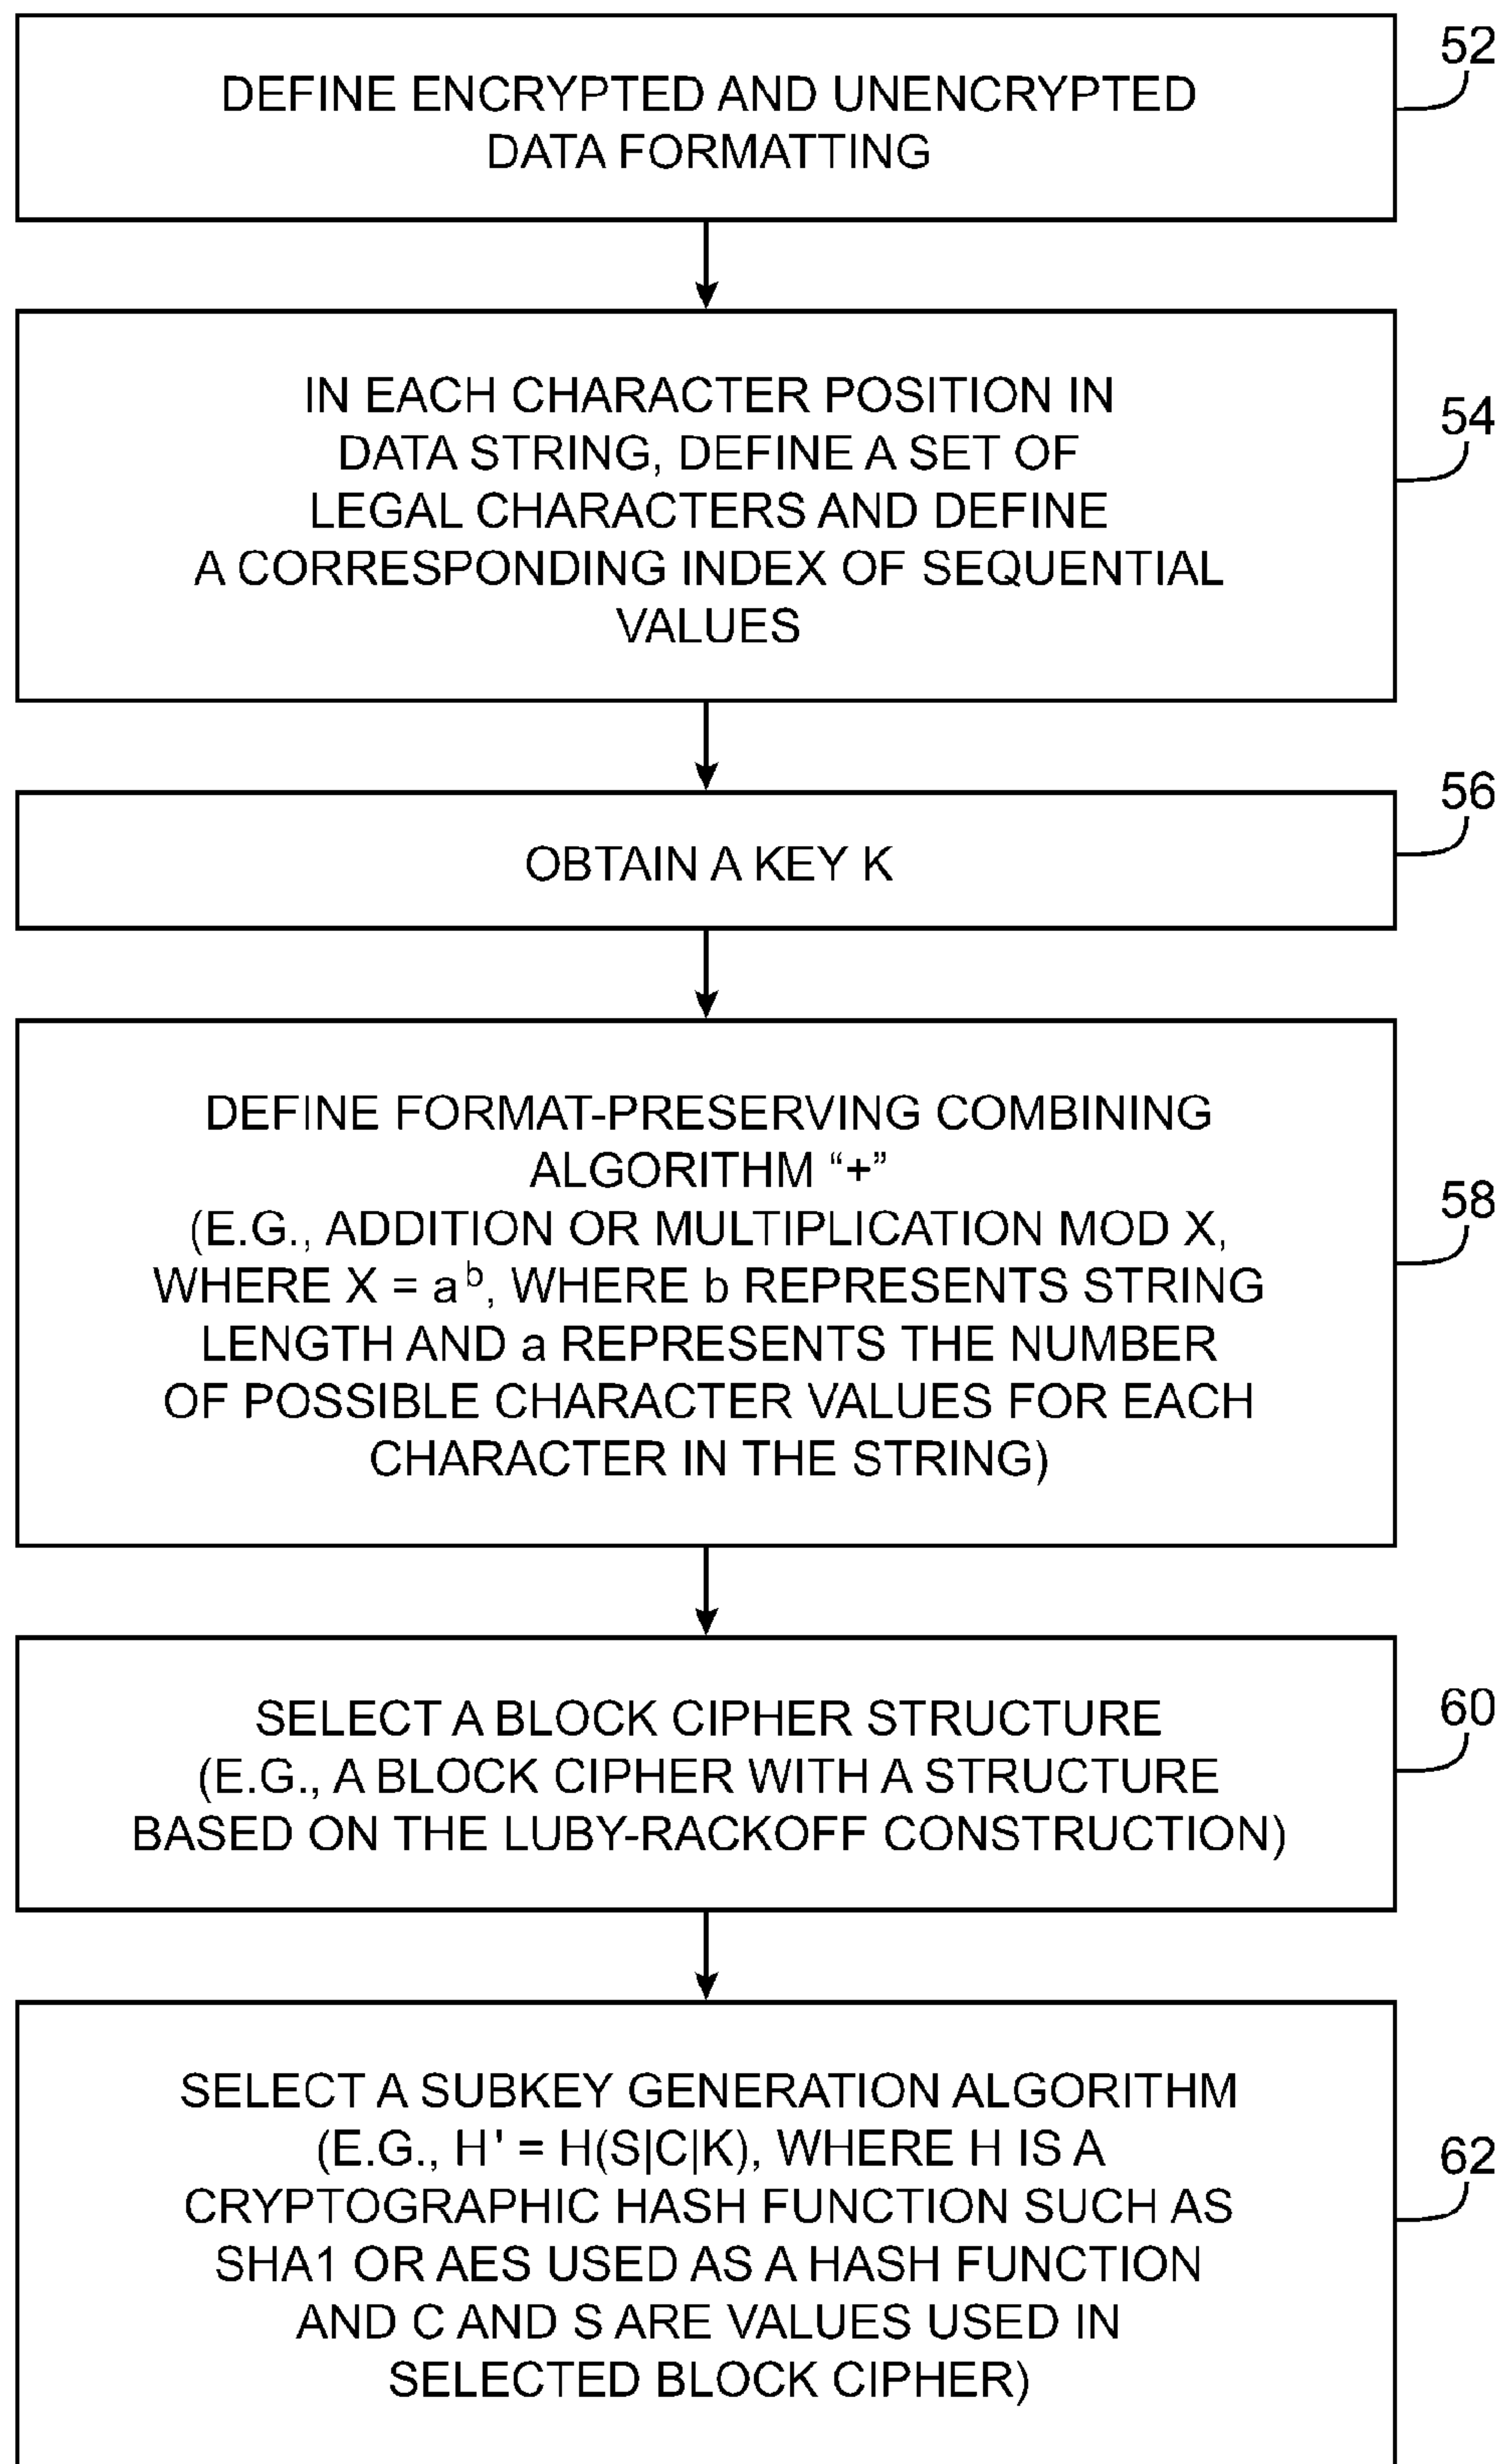 52
DEFINE ENCRYPTED AND UNENCRYPTED
DATA FORMATTING
IN EACH CHARACTER POSITION IN
DATA STRING, DEFINE A SET OF
LEGAL CHARACTERS AND DEFINE
A CORRESPONDING INDEX OF SEQUENTIAL
VALUES
54
56
OBTAIN A KEY K
DEFINE FORMAT-PRESERVING COMBINING
ALGORITHM “+”
(E.G., ADDITION OR MULTIPLICATION MOD X,
WHERE X = a^b, WHERE b REPRESENTS STRING
LENGTH AND a REPRESENTS THE NUMBER
OF POSSIBLE CHARACTER VALUES FOR EACH
CHARACTER IN THE STRING)
58
SELECT A BLOCK CIPHER STRUCTURE
(E.G., A BLOCK CIPHER WITH A STRUCTURE
BASED ON THE LUBY-RACKOFF CONSTRUCTION)
60
SELECT A SUBKEY GENERATION ALGORITHM
(E.G., H' = H(S|C|K), WHERE H IS A
CRYPTOGRAPHIC HASH FUNCTION SUCH AS
SHA1 OR AES USED AS A HASH FUNCTION
AND C AND S ARE VALUES USED IN
SELECTED BLOCK CIPHER)
62